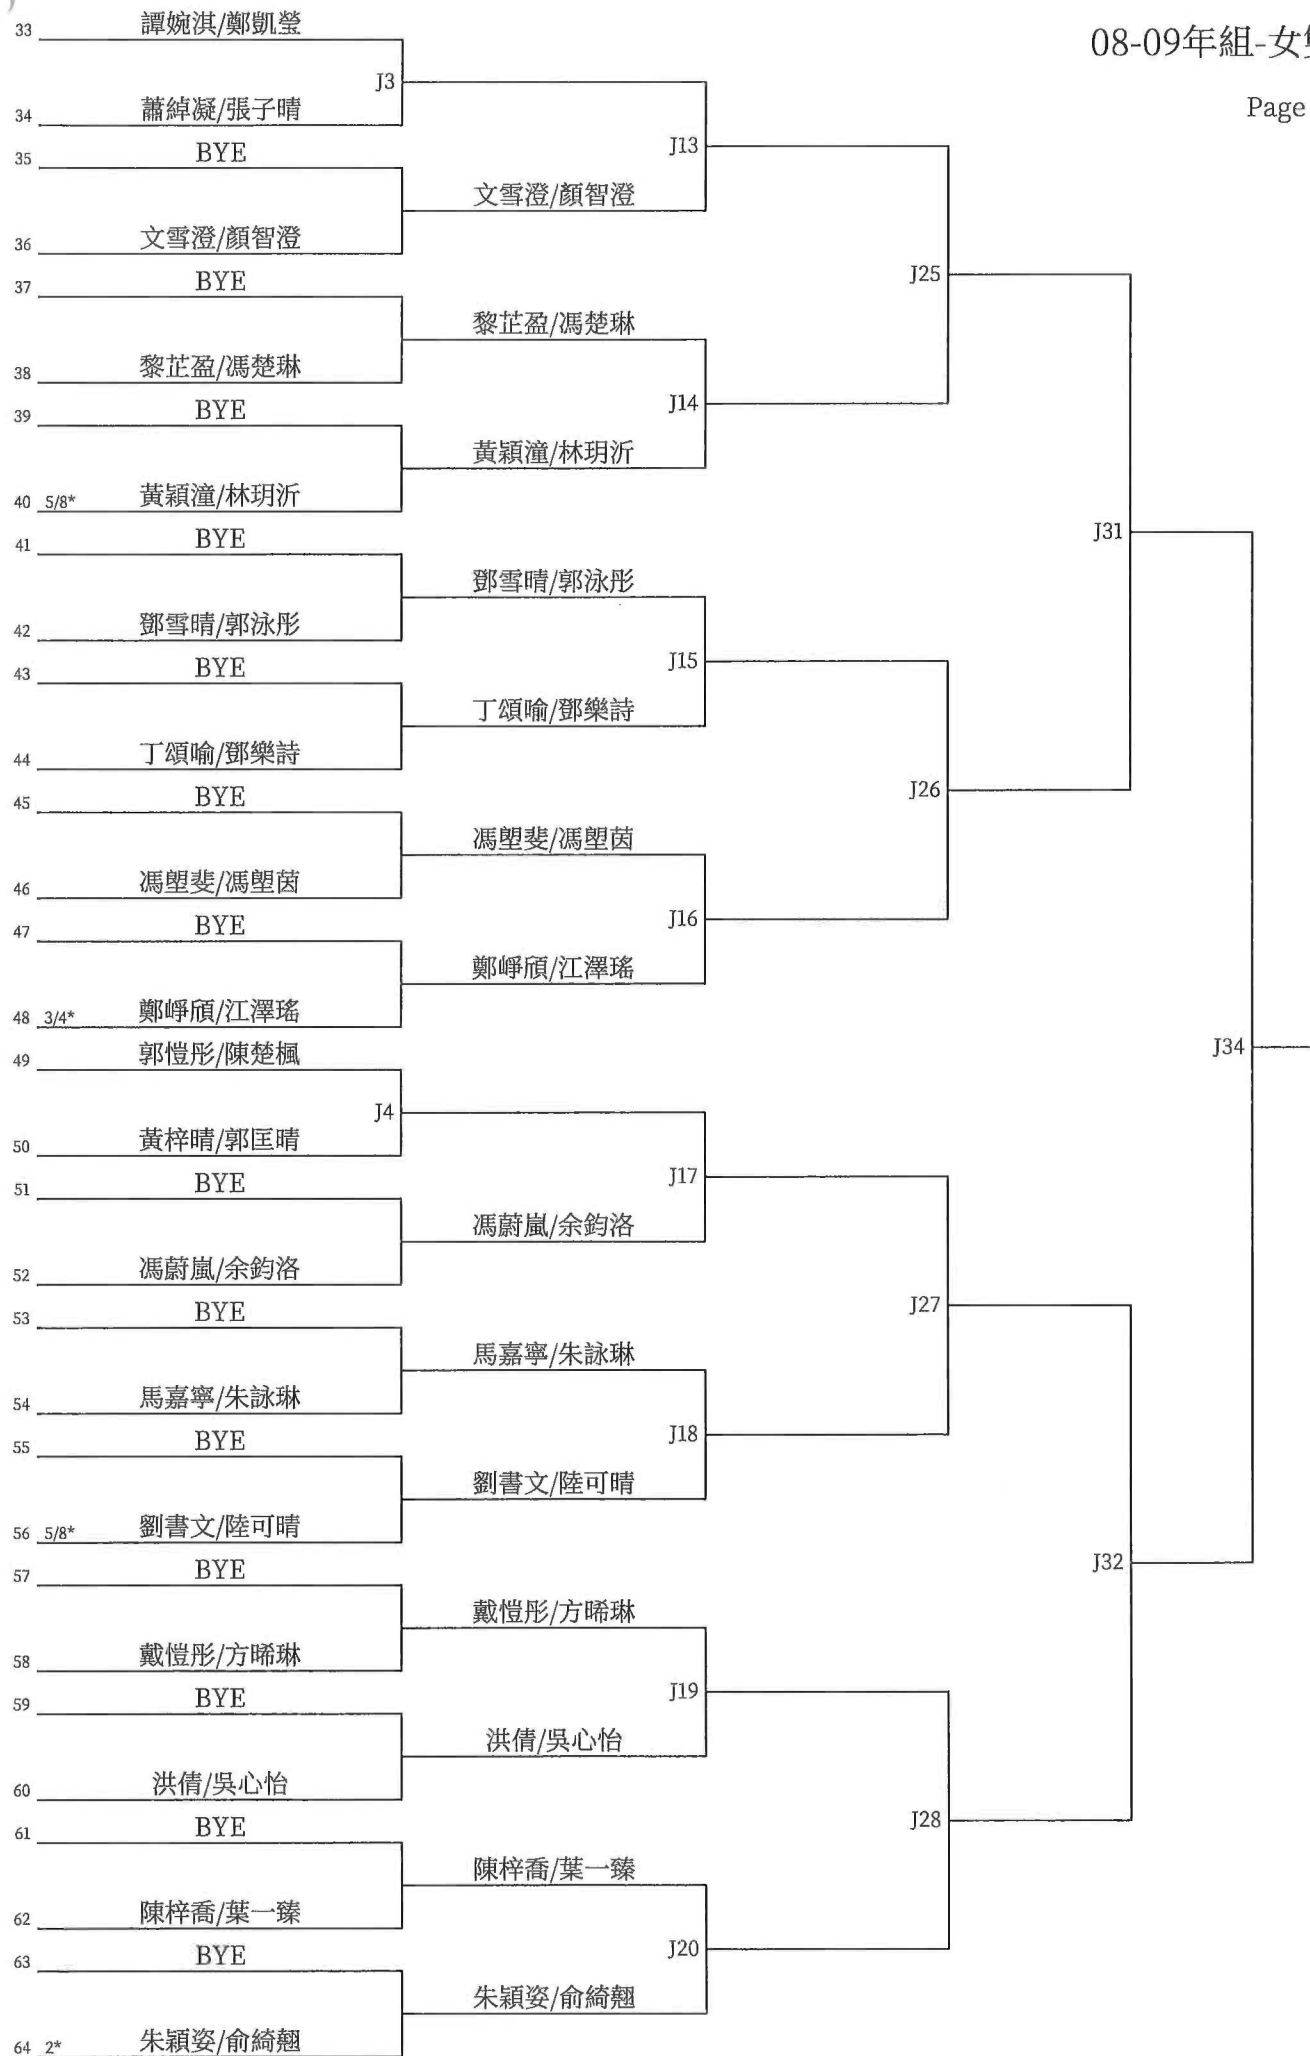 08-09年組-女
Page
33 譚婉淇/鄭凱瑩
J3
34 蕭綽凝/張子晴
35 BYE
J13
文雪澄/顏智澄
36 文雪澄/顏智澄
37 BYE
J25
黎芷盈/馮楚琳
38 黎芷盈/馮楚琳
39 BYE
J14
黃穎潼/林玥沂
40 5/8* 黃穎潼/林玥沂
41 BYE
J31
鄧雪晴/郭泳彤
42 鄧雪晴/郭泳彤
43 BYE
J15
丁頌喻/鄧樂詩
44 丁頌喻/鄧樂詩
45 BYE
J26
馮塱斐/馮塱茵
46 馮塱斐/馮塱茵
47 BYE
J16
鄭崢頎/江澤瑤
48 3/4* 鄭崢頎/江澤瑤
49 郭愷彤/陳楚楓
J34
J4
50 黃梓晴/郭匡晴
51 BYE
J17
馮蔚嵐/余鈞洛
52 馮蔚嵐/余鈞洛
53 BYE
J27
馬嘉寧/朱詠琳
54 馬嘉寧/朱詠琳
55 BYE
J18
劉書文/陸可晴
56 5/8* 劉書文/陸可晴
57 BYE
J32
戴愷彤/方晞琳
58 戴愷彤/方晞琳
59 BYE
J19
洪倩/吳心怡
60 洪倩/吳心怡
61 BYE
J28
陳梓喬/葉一臻
62 陳梓喬/葉一臻
63 BYE
J20
朱穎姿/俞綺翹
64 2* 朱穎姿/俞綺翹